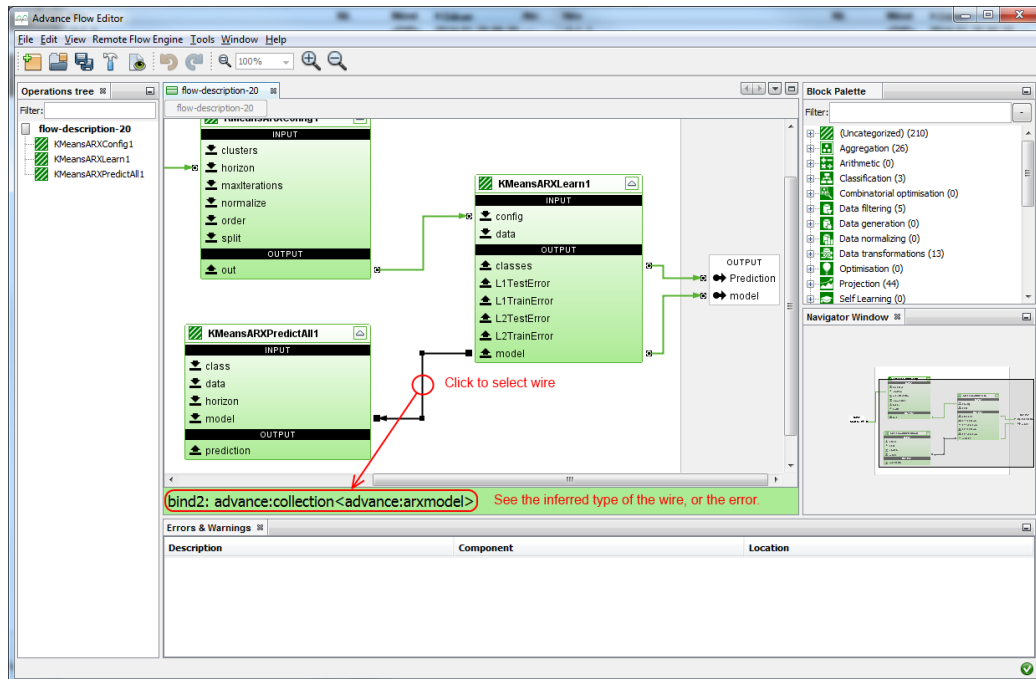 Advance Flow Editor
File Edit View Remote Flow Engine Tools Window Help
100%
Operations tree
Filter:
flow-description-20
KMeansARXConfig1
KMeansARXLearn1
KMeansARXPredictAll1
flow-description-20
flow-description-20
KMeansARXConfig1
INPUT
clusters
horizon
maxIterations
normalize
order
split
OUTPUT
out
KMeansARXLearn1
INPUT
config
data
OUTPUT
classes
L1TestError
L1TrainError
L2TestError
L2TrainError
model
OUTPUT
Prediction
model
KMeansARXPredictAll1
INPUT
class
data
horizon
model
OUTPUT
prediction
Click to select wire
bind2: advance:collection<advance:arxmodel>
See the inferred type of the wire, or the error.
Block Palette
Filter:
-
(Uncategorized) (210)
Aggregation (26)
Arithmetic (0)
Classification (3)
Combinatorial optimisation (0)
Data filtering (5)
Data generation (0)
Data normalizing (0)
Data transformations (13)
Optimisation (0)
Projection (44)
Self Learning (0)
Navigator Window
Errors & Warnings
Description Component Location